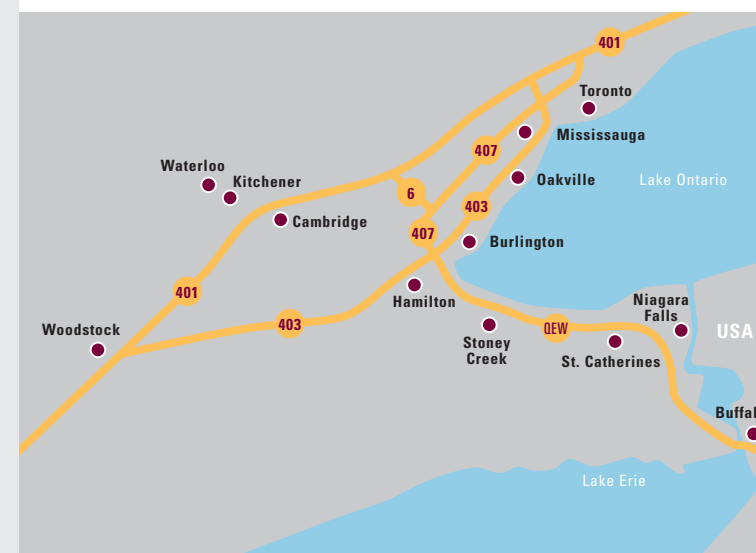 401
Toronto
Mississauga
407
Waterloo
Kitchener
Oakville
Lake Ontario
6
403
Cambridge
407
Burlington
401
Hamilton
Niagara
Falls
403
QEW
USA
Woodstock
Stoney
Creek
St. Catherines
Buffal
Lake Erie